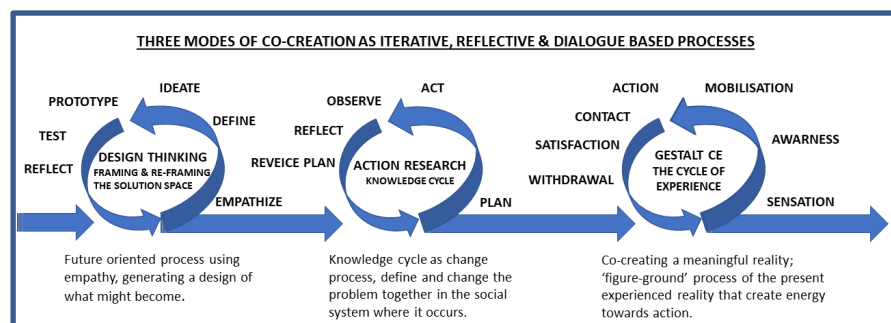 THREE MODES OF CO-CREATION AS ITERATIVE, REFLECTIVE & DIALOGUE BASED PROCESSES
IDEATE
PROTOTYPE
DEFINE
TEST
REFLECT
DESIGN THINKING
FRAMING & RE-FRAMING
THE SOLUTION SPACE
EMPATHIZE
Future oriented process using
empathy, generating a design of
what might become.
ACT
OBSERVE
REFLECT
REVEICE PLAN
ACTION RESEARCH
KNOWLEDGE CYCLE
PLAN
Knowledge cycle as change
process, define and change the
problem together in the social
system where it occurs.
ACTION
MOBILISATION
CONTACT
SATISFACTION
AWARNESS
WITHDRAWAL
GESTALT CE
THE CYCLE OF
EXPERIENCE
SENSATION
Co-creating a meaningful reality;
‘figure-ground’ process of the present
experienced reality that create energy
towards action.